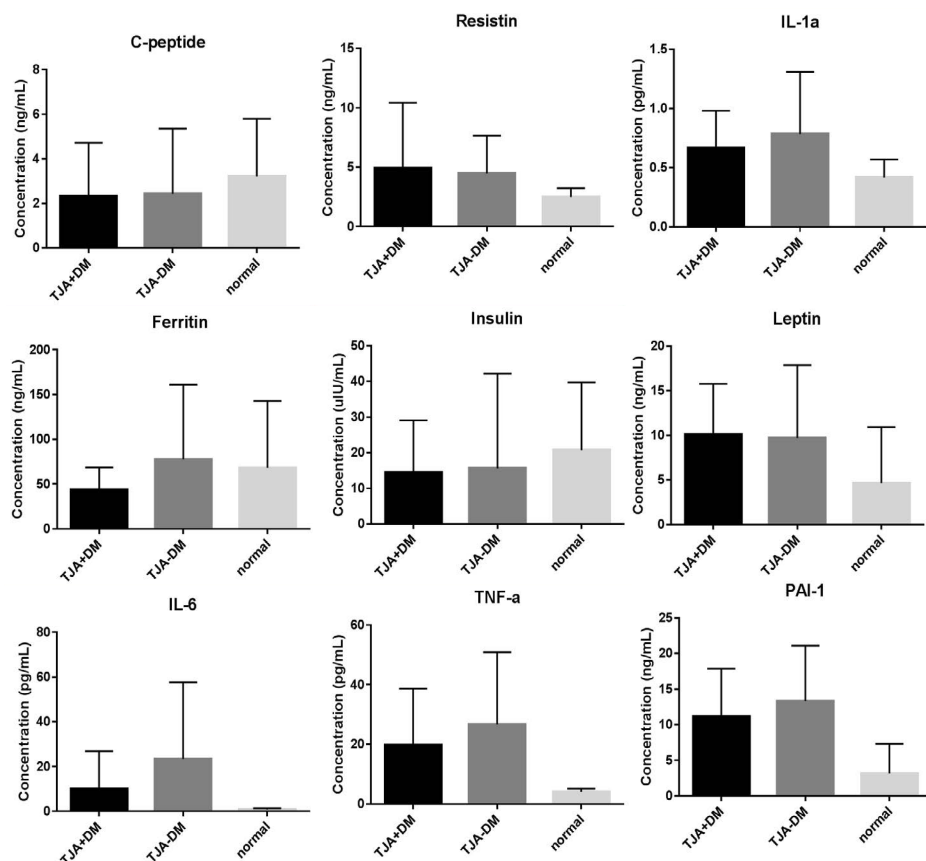 C-peptide
Concentration (ng/mL)
8
6
4
2
0
TJA+DM
TJA-DM
normal
Resistin
Concentration (ng/mL)
15
10
5
0
TJA+DM
TJA-DM
normal
IL-1a
Concentration (pg/mL)
1.5
1.0
0.5
0.0
TJA+DM
TJA-DM
normal
Ferritin
Concentration (ng/mL)
200
150
100
50
0
TJA+DM
TJA-DM
normal
Insulin
Concentration (uIU/mL)
50
40
30
20
10
0
TJA+DM
TJA-DM
normal
Leptin
Concentration (ng/mL)
20
15
10
5
0
TJA+DM
TJA-DM
normal
IL-6
Concentration (pg/mL)
80
60
40
20
0
TJA+DM
TJA-DM
normal
TNF-a
Concentration (pg/mL)
60
40
20
0
TJA+DM
TJA-DM
normal
PAI-1
Concentration (ng/mL)
25
20
15
10
5
0
TJA+DM
TJA-DM
normal